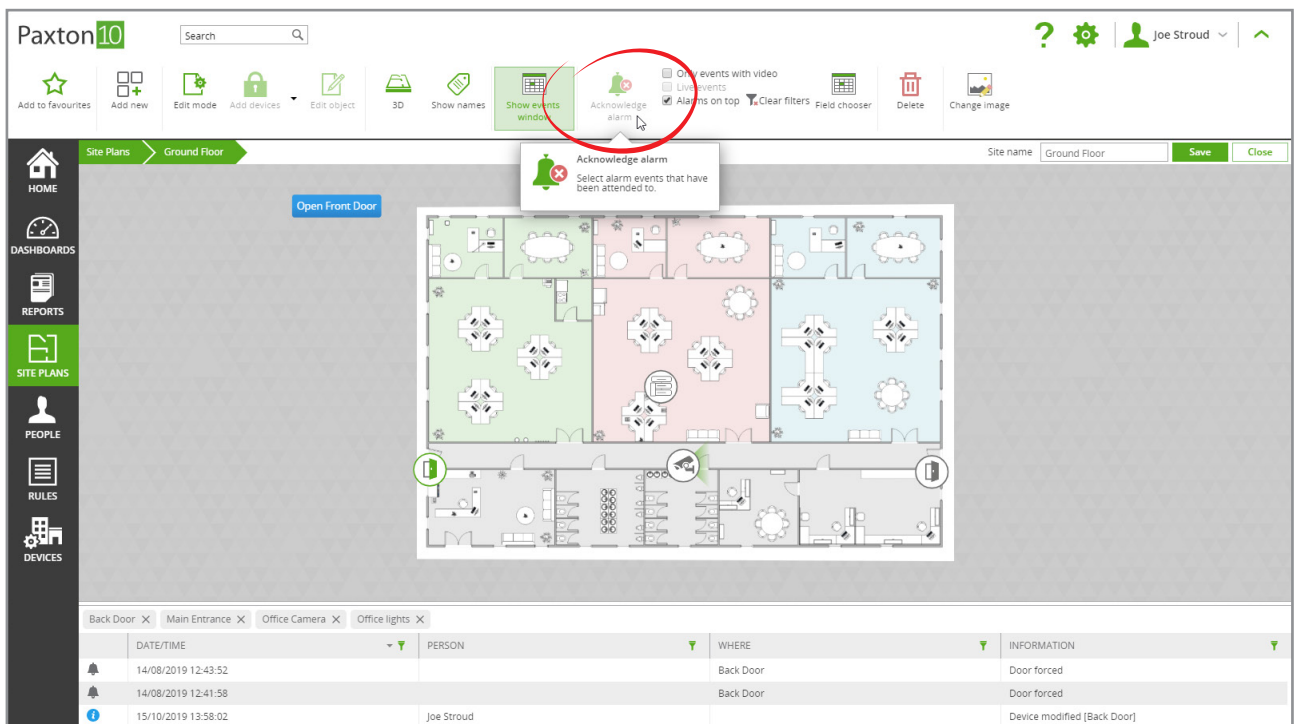 Paxton 10
Search
Joe Stroud
Add to favourites
Add new
Edit mode
Add devices
Edit object
3D
Show names
Show events
window
Acknowledge
alarm
Only events with video
Live events
Alarms on top
Clear filters
Field chooser
Delete
Change image
HOME
DASHBOARDS
REPORTS
SITE PLANS
PEOPLE
RULES
DEVICES
Site Plans
Ground Floor
Site name
Ground Floor
Save
Close
Acknowledge alarm
Select alarm events that have
been attended to.
Open Front Door
Back Door
Main Entrance
Office Camera
Office lights
DATE/TIME PERSON WHERE INFORMATION
14/08/2019 12:43:52 Back Door Door forced
14/08/2019 12:41:58 Back Door Door forced
15/10/2019 13:58:02 Joe Stroud Device modified [Back Door]